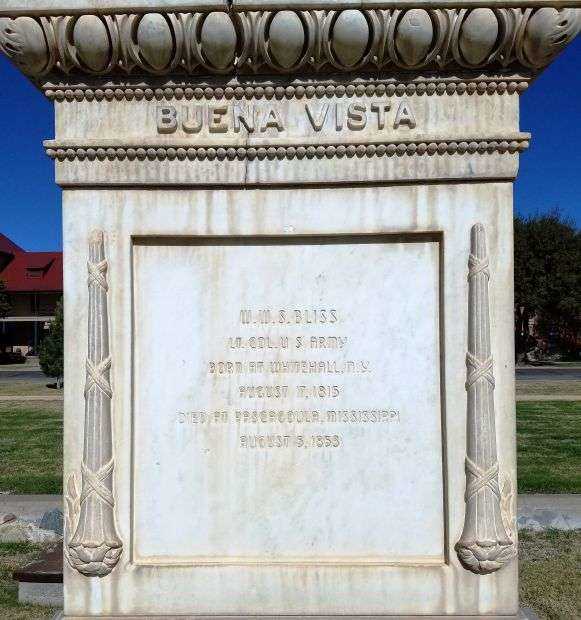 BUENA VISTA
W. W. S. BLISS
LT. COL. U S ARMY
BORN AT WHITEHALL, N.Y.
AUGUST 17, 1815
DIED AT PASCAGOULA, MISSISSIPPI
AUGUST 5, 1853